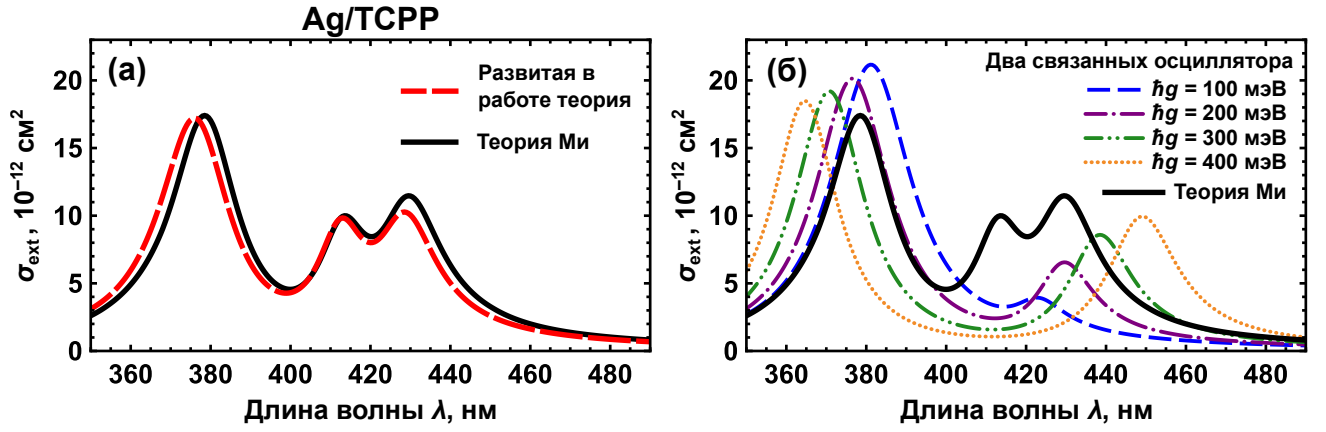 Ag/TCPP
(а)
Развитая в
работе теория
Теория Ми
σext, 10−12 см2
0
5
10
15
20
360 380 400 420 440 460 480
Длина волны λ, нм
(б)
Два связанных осциллятора
ℏg = 100 мэВ
ℏg = 200 мэВ
ℏg = 300 мэВ
ℏg = 400 мэВ
Теория Ми
σext, 10−12 см2
0
5
10
15
20
360 380 400 420 440 460 480
Длина волны λ, нм